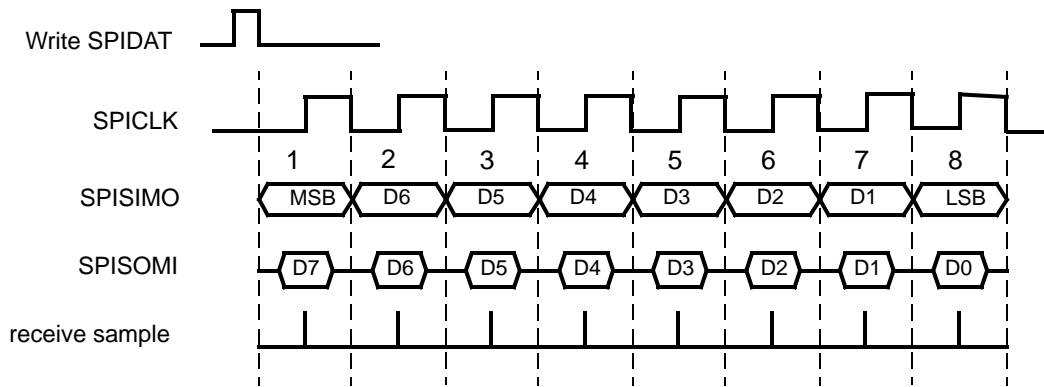 Write SPIDAT
SPICLK
1 2 3 4 5 6 7 8
SPISIMO MSB D6 D5 D4 D3 D2 D1 LSB
SPISOMI D7 D6 D5 D4 D3 D2 D1 D0
receive sample